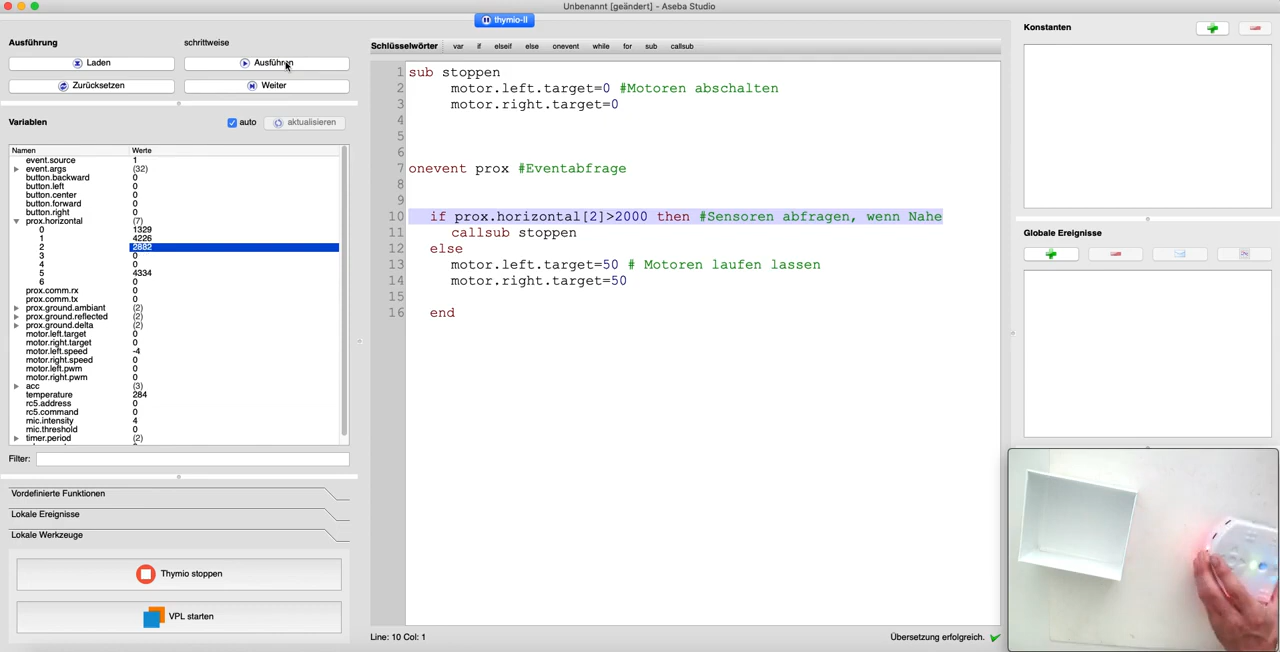 Unbenannt [geändert] - Aseba Studio
thymio-II
Ausführung
schrittweise
Laden
Ausführen
Zurücksetzen
Weiter
Variablen
auto
aktualisieren
Namen Werte
event.source 1
event.args (32)
button.backward 0
button.left 0
button.center 0
button.forward 0
button.right 0
prox.horizontal (7)
0 1329
1 4226
2 2882
3 0
4 0
5 4334
6 0
prox.comm.rx 0
prox.comm.tx 0
prox.ground.ambiant (2)
prox.ground.reflected (2)
prox.ground.delta (2)
motor.left.target 0
motor.right.target 0
motor.left.speed -4
motor.right.speed 0
motor.left.pwm 0
motor.right.pwm 0
acc (3)
temperature 284
rc5.address 0
rc5.command 0
mic.intensity 4
mic.threshold 0
timer.period (2)
Filter:
Vordefinierte Funktionen
Lokale Ereignisse
Lokale Werkzeuge
Thymio stoppen
VPL starten
Schlüsselwörter var if elseif else onevent while for sub callsub
1 sub stoppen
2 motor.left.target=0 #Motoren abschalten
3 motor.right.target=0
4
5
6
7 onevent prox #Eventabfrage
8
9
10 if prox.horizontal[2]>2000 then #Sensoren abfragen, wenn Nahe
11 callsub stoppen
12 else
13 motor.left.target=50 # Motoren laufen lassen
14 motor.right.target=50
15
16 end
Line: 10 Col: 1
Übersetzung erfolgreich.
Konstanten
Globale Ereignisse